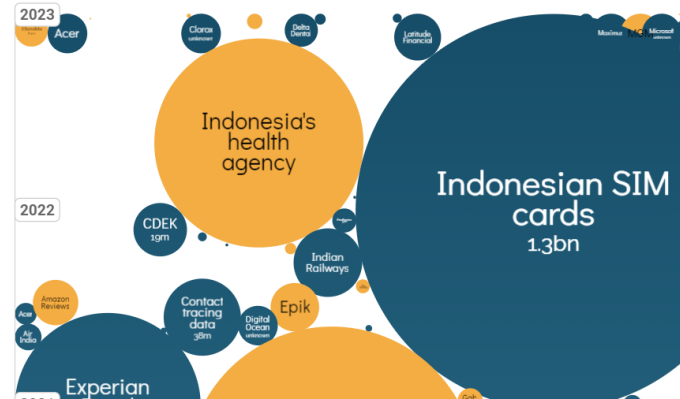 2023
Acer
Clorox
unknown
Delta
Dental
Latitude
Financial
Maximus
Microsoft
unknown
Indonesia's
health
agency
Indonesian SIM
cards
1.3bn
2022
CDEK
19m
Indian
Railways
Amazon
Reviews
Acer
Air
India
Contact
tracing
data
38m
Digital
Ocean
unknown
Epik
Experian